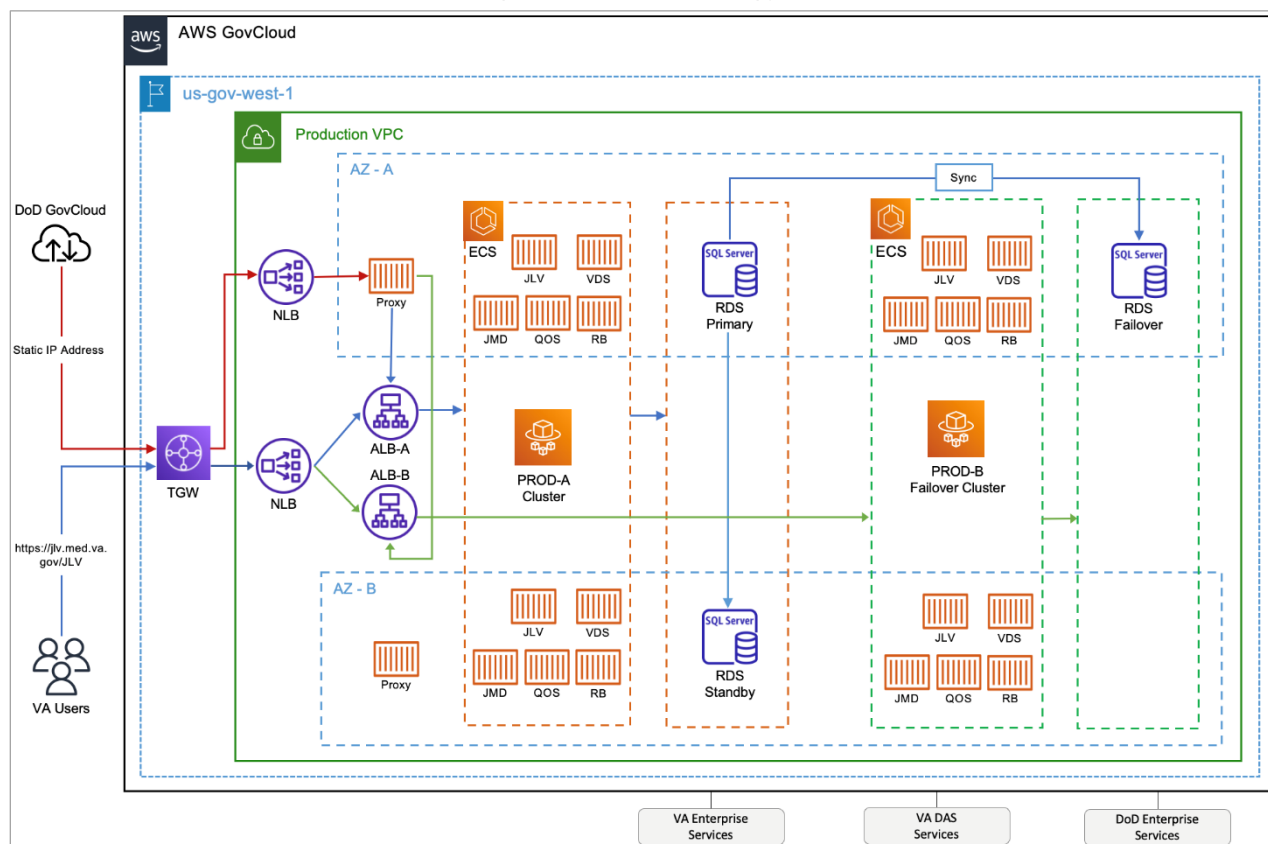 aws
AWS GovCloud
us-gov-west-1
Production VPC
AZ - A
Sync
DoD GovCloud
ECS
ECS
JLV
VDS
SQL Server
JLV
VDS
SQL Server
NLB
Proxy
RDS
Primary
RDS
Failover
JMD
QOS
RB
JMD
QOS
RB
Static IP Address
ALB-A
ALB-B
TGW
NLB
PROD-A
Cluster
PROD-B
Failover Cluster
https://jlv.med.va.
gov/JLV
AZ - B
JLV
VDS
SQL Server
JLV
VDS
Proxy
JMD
QOS
RB
RDS
Standby
JMD
QOS
RB
VA Users
VA Enterprise
Services
VA DAS
Services
DoD Enterprise
Services